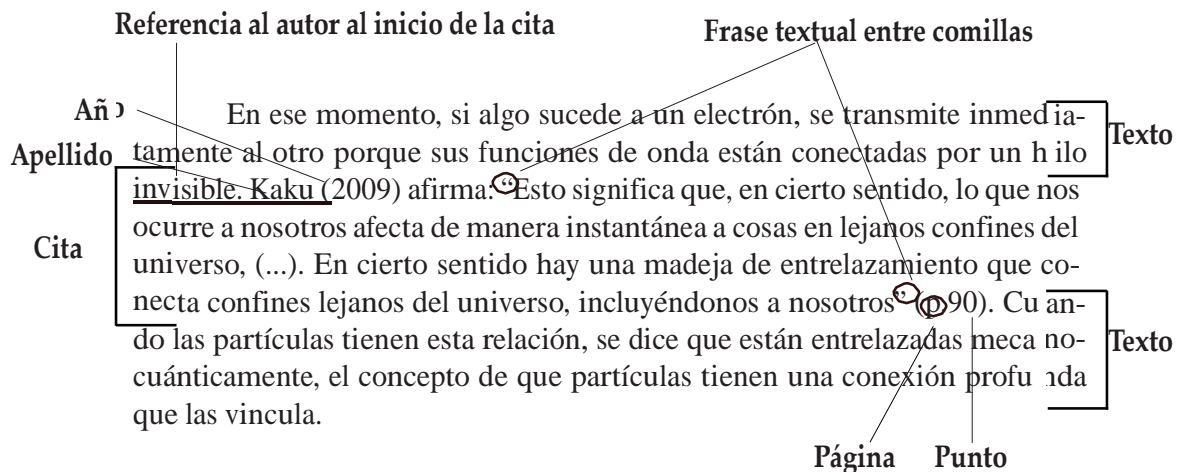 Referencia al autor al inicio de la cita
Frase textual entre comillas
Año
Apellido
Cita
En ese momento, si algo sucede a un electrón, se transmite inmedia-
tamente al otro porque sus funciones de onda están conectadas por un hilo
invisible. Kaku (2009) afirma: “Esto significa que, en cierto sentido, lo que nos
ocurre a nosotros afecta de manera instantánea a cosas en lejanos confines del
universo, (...). En cierto sentido hay una madeja de entrelazamiento que co-
necta confines lejanos del universo, incluyéndonos a nosotros” (p.90). Cuan-
do las partículas tienen esta relación, se dice que están entrelazadas mecano-
cuánticamente, el concepto de que partículas tienen una conexión profunda
que las vincula.
Texto
Texto
Página
Punto